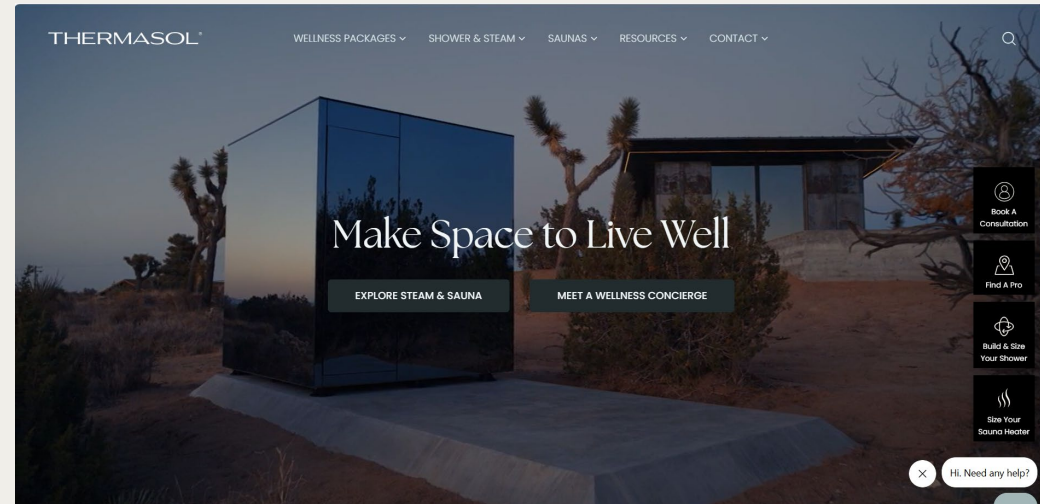 THERMASOL®
WELLNESS PACKAGES
SHOWER & STEAM
SAUNAS
RESOURCES
CONTACT
Make Space to Live Well
EXPLORE STEAM & SAUNA
MEET A WELLNESS CONCIERGE
Book A
Consultation
Find A Pro
Build & Size
Your Shower
Size Your
Sauna Heater
Hi. Need any help?